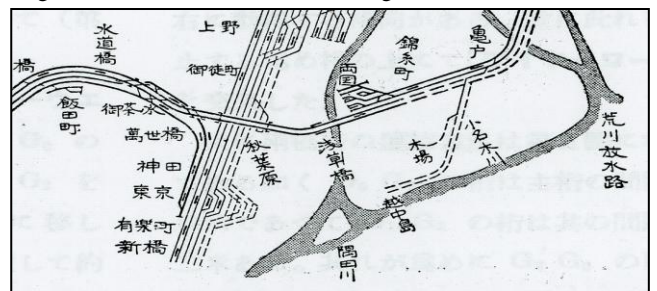 水道橋
上野
御徒町
橋
飯田町
御茶ノ水
萬世橋
神田
東京
有楽町
新橋
秋葉原
浅草橋
両国
錦糸町
亀戸
木場
小名木川
越中島
隅田川
荒川放水路